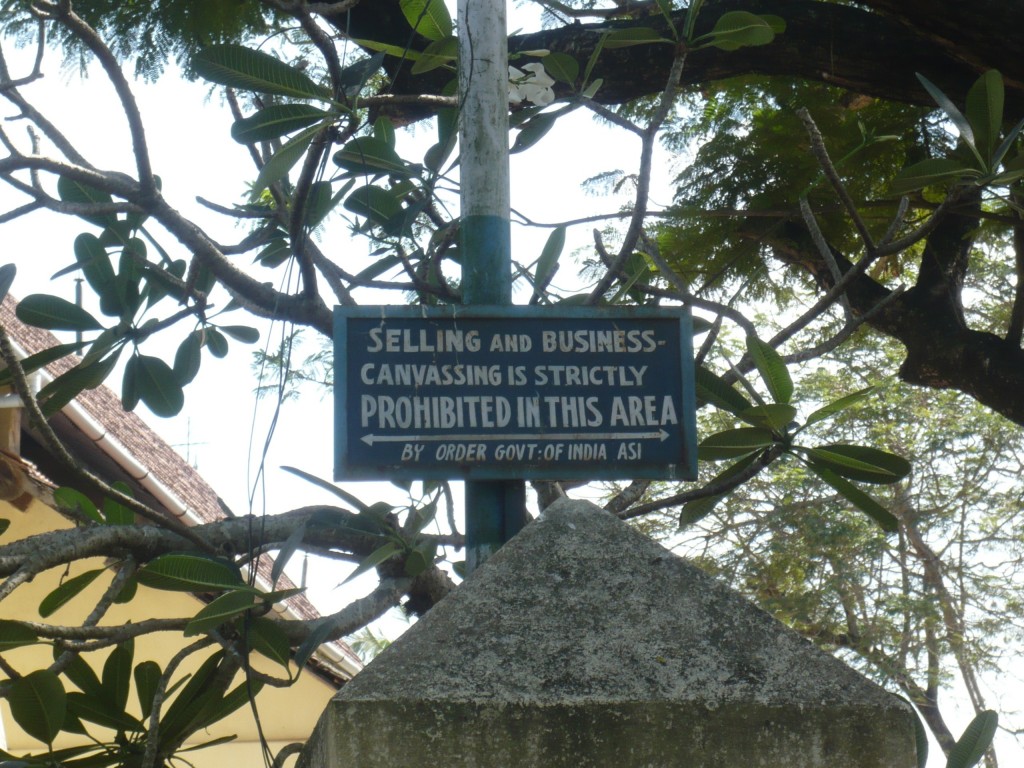 SELLING AND BUSINESS-
CANVASSING IS STRICTLY
PROHIBITED IN THIS AREA
BY ORDER GOVT: OF INDIA ASI